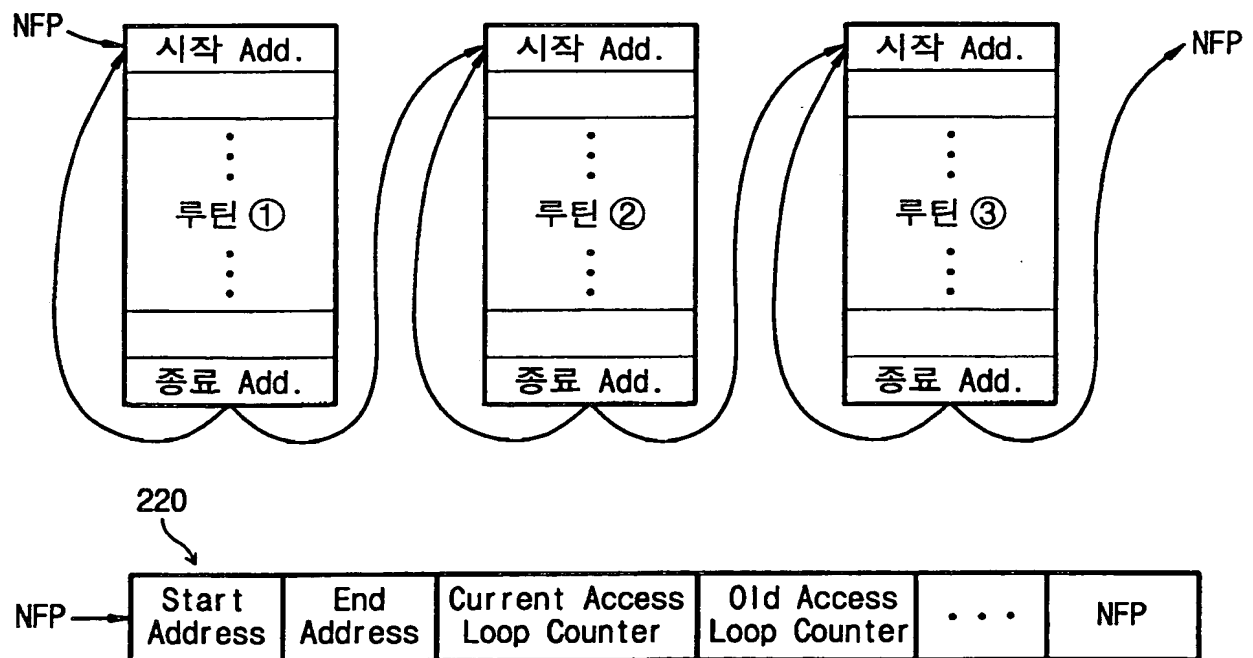 NFP
시작 Add.
시작 Add.
시작 Add.
NFP
루틴 ①
루틴 ②
루틴 ③
종료 Add.
종료 Add.
종료 Add.
220
NFP
Start
Address
End
Address
Current Access
Loop Counter
Old Access
Loop Counter
• • •
NFP